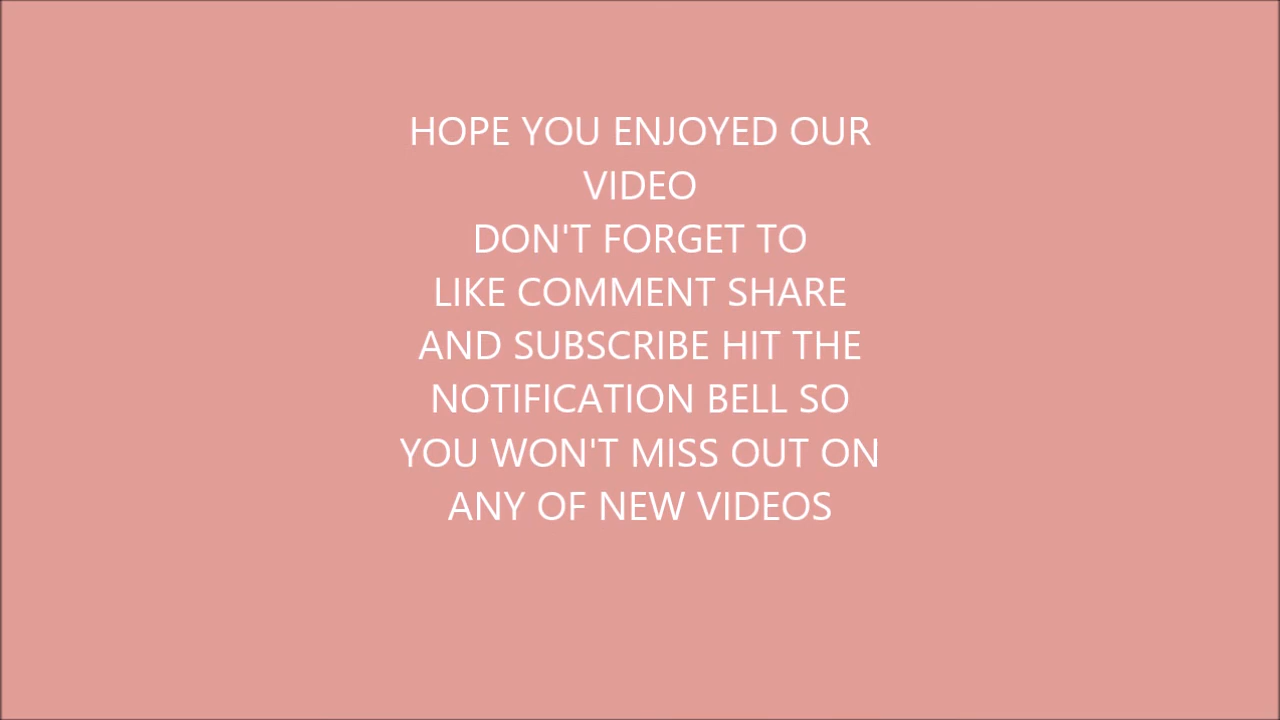 HOPE YOU ENJOYED OUR
VIDEO
DON'T FORGET TO
LIKE COMMENT SHARE
AND SUBSCRIBE HIT THE
NOTIFICATION BELL SO
YOU WON'T MISS OUT ON
ANY OF NEW VIDEOS